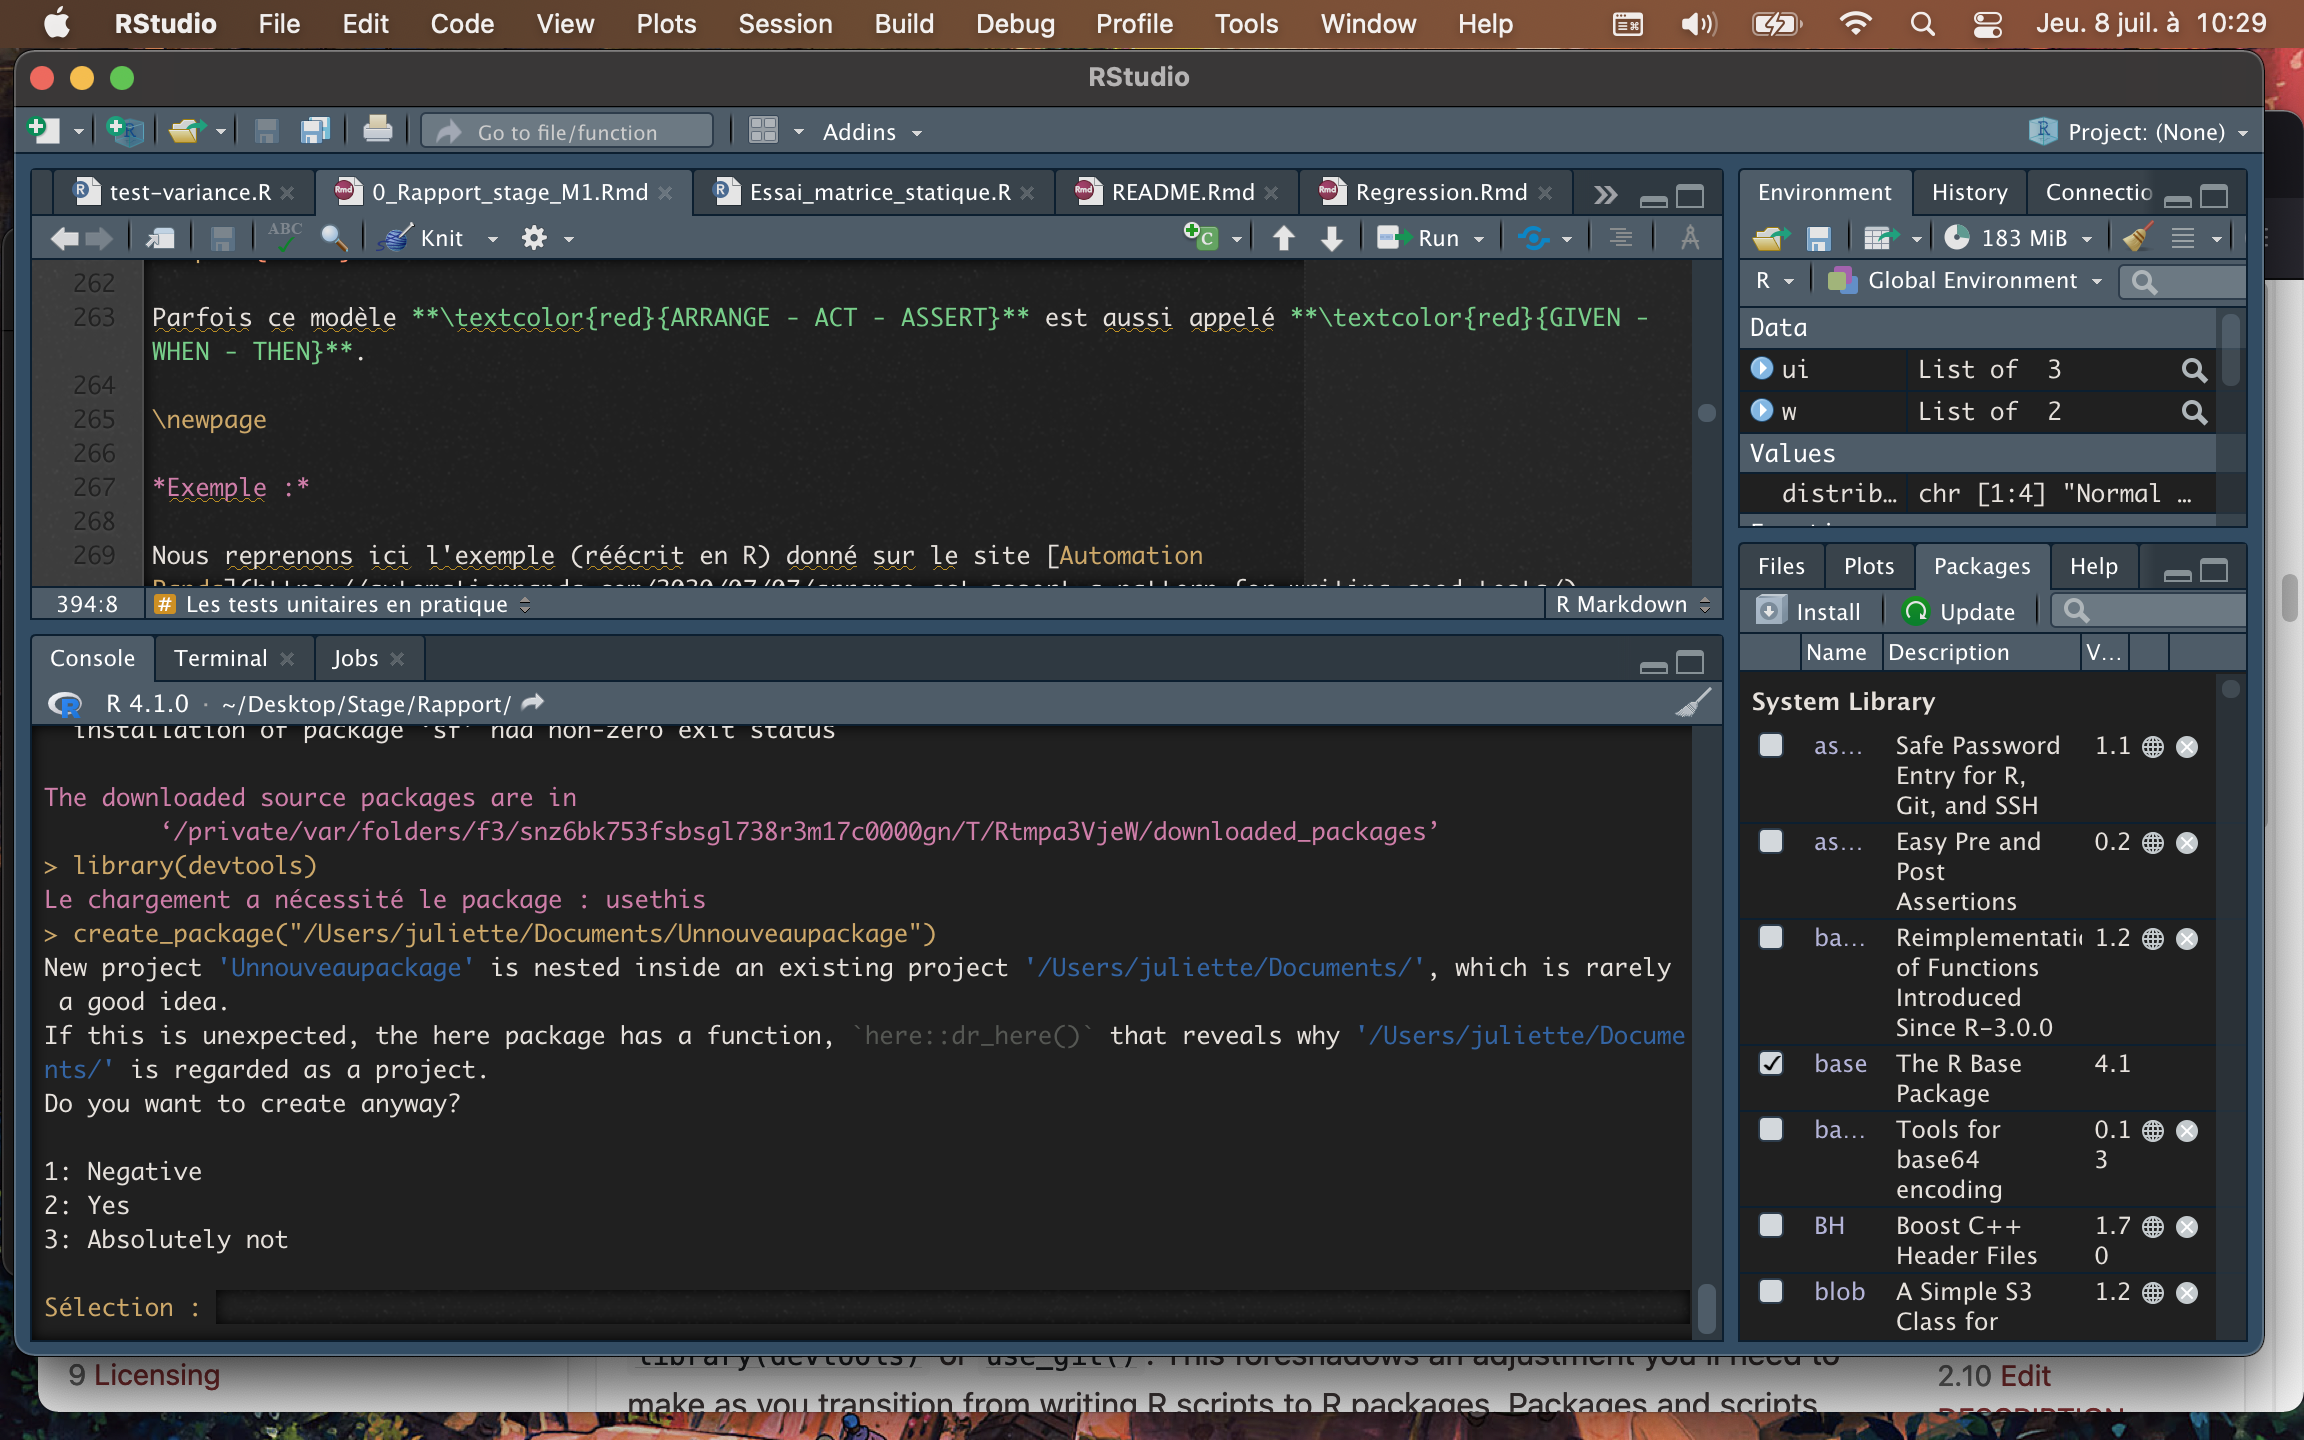 RStudio File Edit Code View Plots Session Build Debug Profile Tools Window Help Jeu. 8 juil. à 10:29
RStudio
Go to file/function Addins Project: (None)
test-variance.R 0_Rapport_stage_M1.Rmd Essai_matrice_statique.R README.Rmd Regression.Rmd
ABC Knit Run
262
263 Parfois ce modèle **\textcolor{red}{ARRANGE - ACT - ASSERT}** est aussi appelé **\textcolor{red}{GIVEN -
WHEN - THEN}**.
264
265 \newpage
266
267 *Exemple :*
268
269 Nous reprenons ici l'exemple (réécrit en R) donné sur le site [Automation
394:8 # Les tests unitaires en pratique R Markdown
Console Terminal Jobs
R 4.1.0 · ~/Desktop/Stage/Rapport/
installation of package ‘sf’ had non-zero exit status
The downloaded source packages are in
‘/private/var/folders/f3/snz6bk753fsbsgl738r3m17c0000gn/T/Rtmpa3VjeW/downloaded_packages’
> library(devtools)
Le chargement a nécessité le package : usethis
> create_package("/Users/juliette/Documents/Unnouveaupackage")
New project 'Unnouveaupackage' is nested inside an existing project '/Users/juliette/Documents/', which is rarely
a good idea.
If this is unexpected, the here package has a function, `here::dr_here()` that reveals why '/Users/juliette/Docume
nts/' is regarded as a project.
Do you want to create anyway?
1: Negative
2: Yes
3: Absolutely not
Sélection :
Environment History Connectio
183 MiB
R Global Environment
Data
ui List of 3
w List of 2
Values
distrib… chr [1:4] "Normal …
Files Plots Packages Help
Install Update
Name Description V…
System Library
as… Safe Password 1.1
Entry for R,
Git, and SSH
as… Easy Pre and 0.2
Post
Assertions
ba… Reimplementati 1.2
of Functions
Introduced
Since R-3.0.0
base The R Base 4.1
Package
ba… Tools for 0.1
base64 3
encoding
BH Boost C++ 1.7
Header Files 0
blob A Simple S3 1.2
Class for
9 Licensing
library(devtools) or use_git(). This foreshadows an adjustment you'll need to
make as you transition from writing R scripts to R packages. Packages and scripts
2.10 Edit
DESCRIPTION